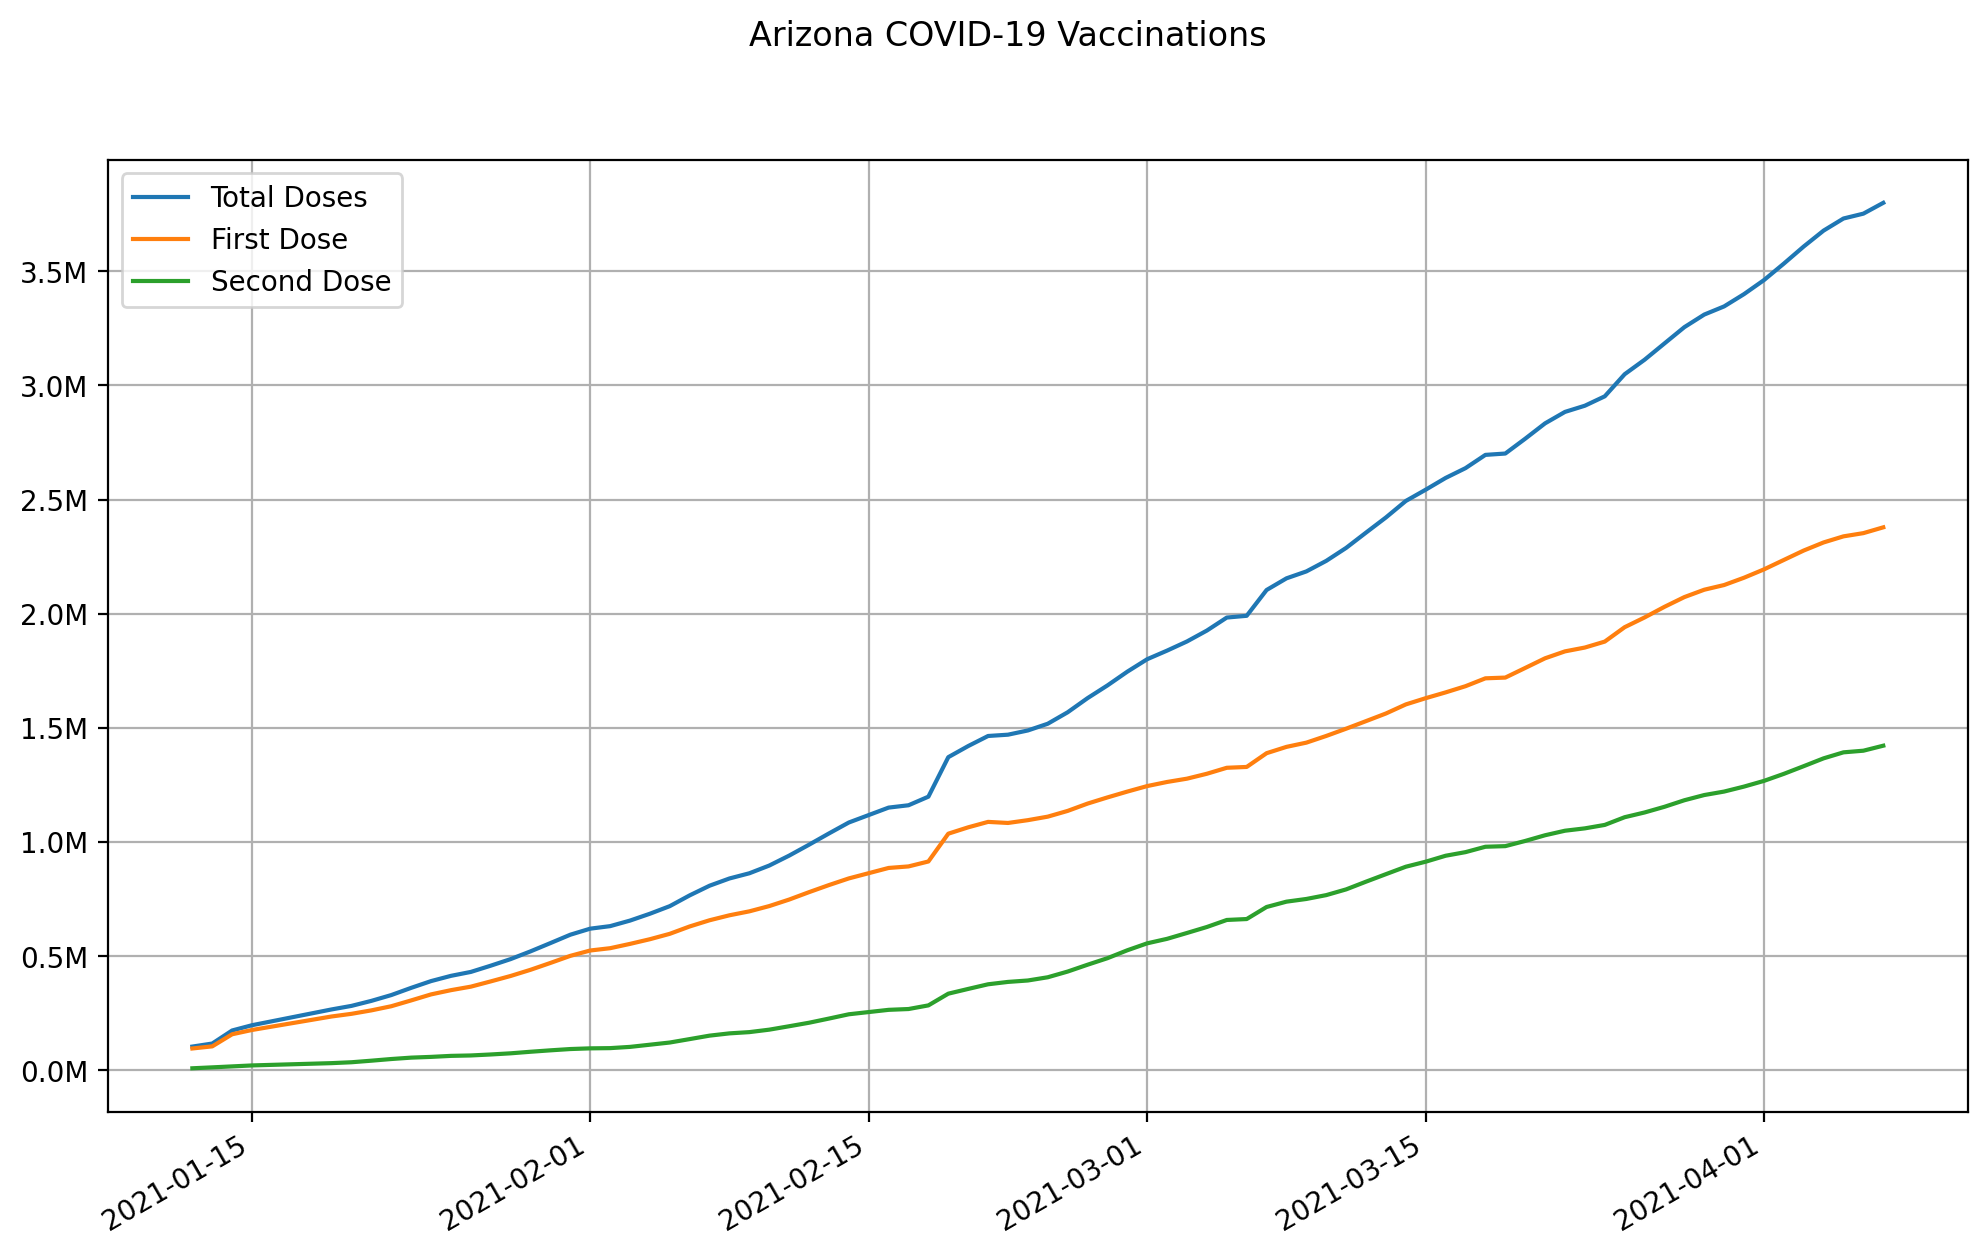 Arizona COVID-19 Vaccinations
Total Doses
First Dose
Second Dose
3.5M
3.0M
2.5M
2.0M
1.5M
1.0M
0.5M
0.0M
2021-01-15
2021-02-01
2021-02-15
2021-03-01
2021-03-15
2021-04-01